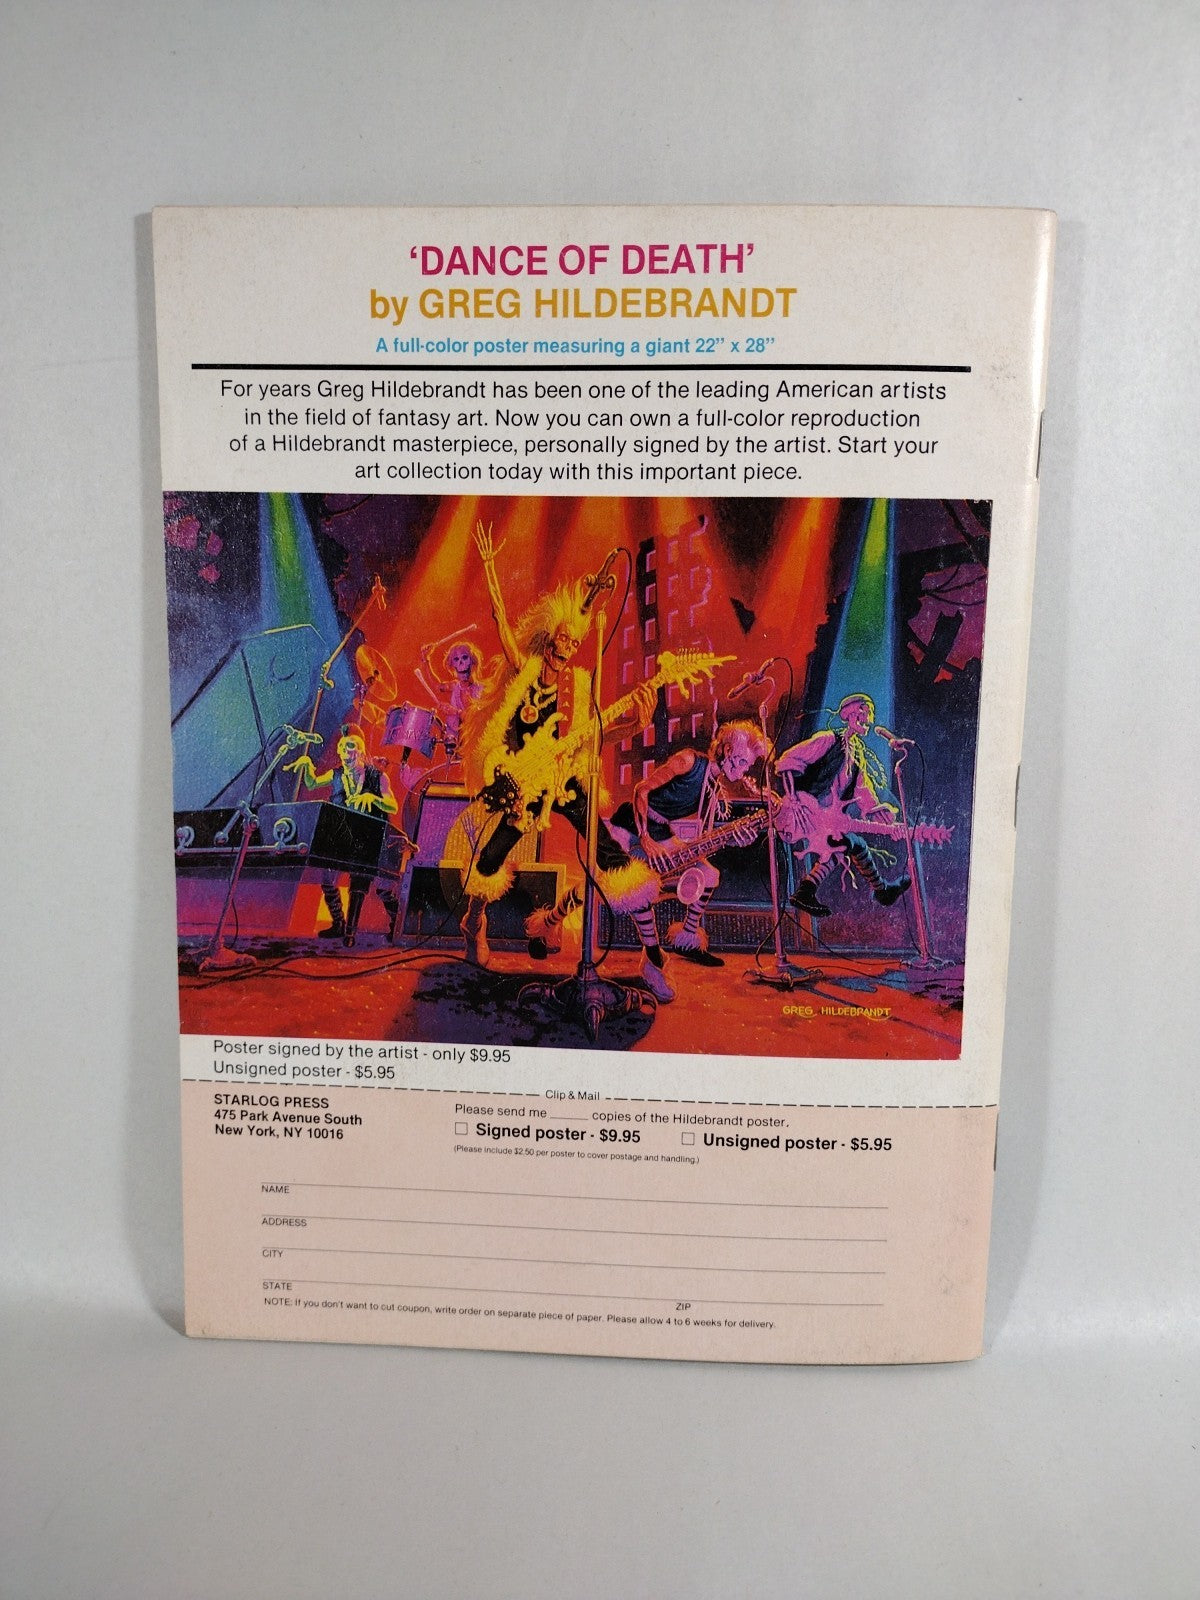 ‘DANCE OF DEATH’
by GREG HILDEBRANDT
A full-color poster measuring a giant 22” x 28”
For years Greg Hildebrandt has been one of the leading American artists
in the field of fantasy art. Now you can own a full-color reproduction
of a Hildebrandt masterpiece, personally signed by the artist. Start your
art collection today with this important piece.
GREG HILDEBRANDT
Poster signed by the artist - only $9.95
Unsigned poster - $5.95
Clip & Mail
STARLOG PRESS
475 Park Avenue South
New York, NY 10016
Please send me ______ copies of the Hildebrandt poster.
☐ Signed poster - $9.95 ☐ Unsigned poster - $5.95
(Please include $2.50 per poster to cover postage and handling.)
NAME
ADDRESS
CITY
STATE ZIP
NOTE: If you don't want to cut coupon, write order on separate piece of paper. Please allow 4 to 6 weeks for delivery.